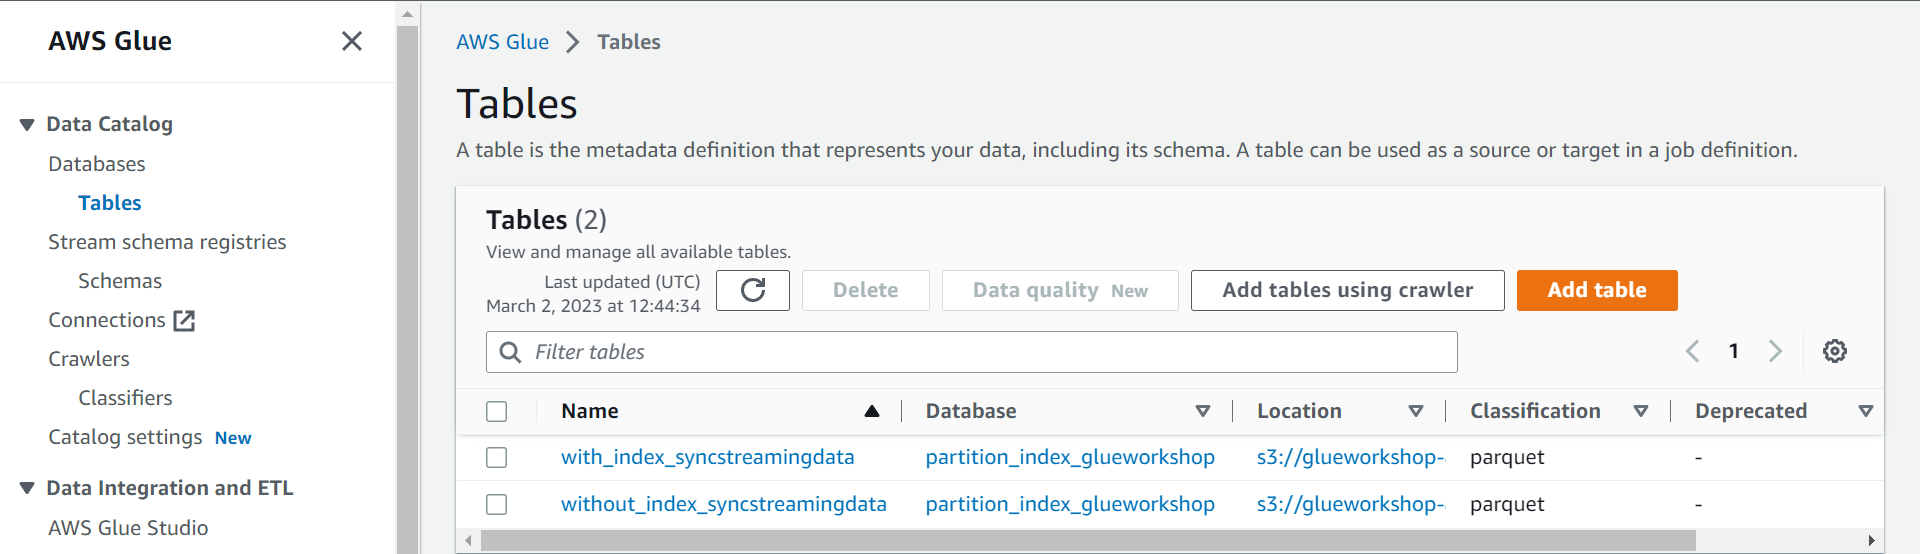 AWS Glue
Data Catalog
Databases
Tables
Stream schema registries
Schemas
Connections
Crawlers
Classifiers
Catalog settings New
Data Integration and ETL
AWS Glue Studio
AWS Glue Tables
Tables
A table is the metadata definition that represents your data, including its schema. A table can be used as a source or target in a job definition.
Tables (2)
View and manage all available tables.
Last updated (UTC)
March 2, 2023 at 12:44:34
Delete
Data quality New
Add tables using crawler
Add table
Filter tables
1
Name Database Location Classification Deprecated
with_index_syncstreamingdata partition_index_glueworkshop s3://glueworkshop- parquet -
without_index_syncstreamingdata partition_index_glueworkshop s3://glueworkshop- parquet -